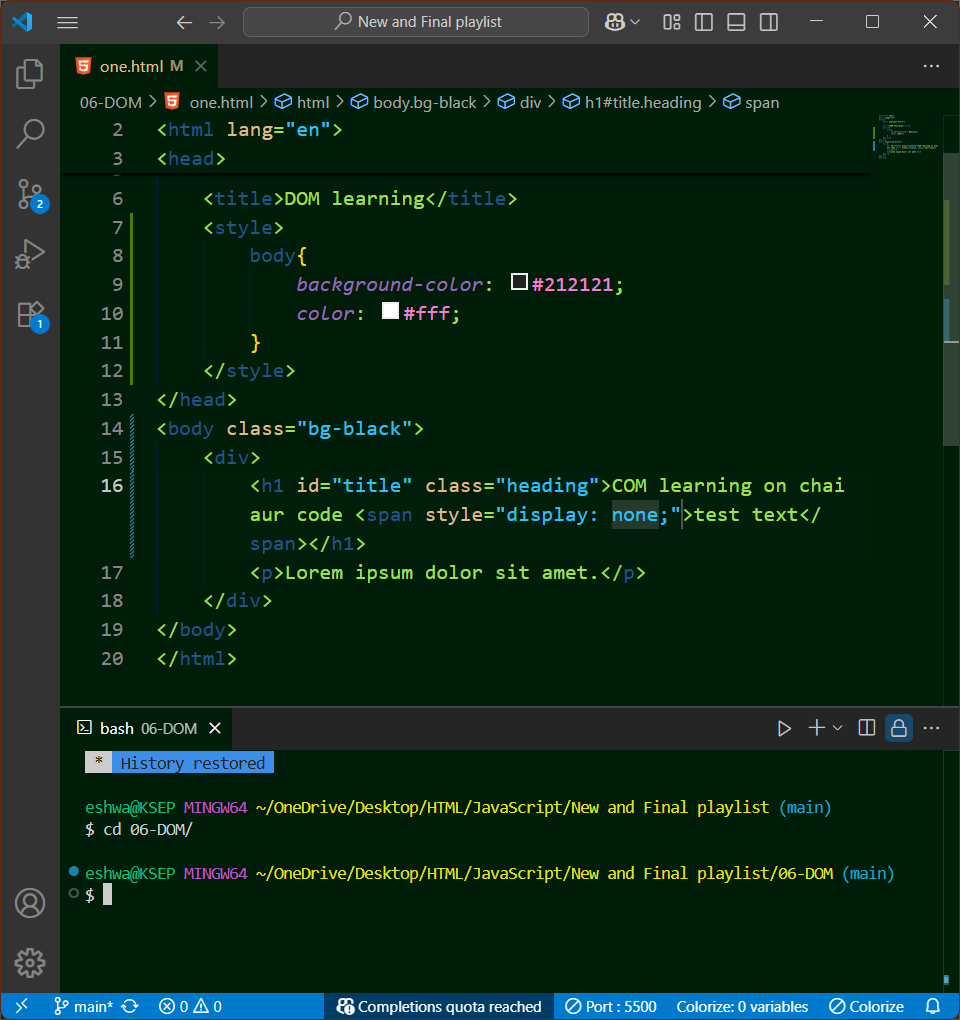 New and Final playlist
one.html M
06-DOM > one.html > html > body.bg-black > div > h1#title.heading > span
2 <html lang="en">
3 <head>
6 <title>DOM learning</title>
7 <style>
8 body{
9 background-color: #212121;
10 color: #fff;
11 }
12 </style>
13 </head>
14 <body class="bg-black">
15 <div>
16 <h1 id="title" class="heading">COM learning on chai
aur code <span style="display: none;">test text</
span></h1>
17 <p>Lorem ipsum dolor sit amet.</p>
18 </div>
19 </body>
20 </html>
2
1
bash 06-DOM
* History restored
eshwa@KSEP MINGW64 ~/OneDrive/Desktop/HTML/JavaScript/New and Final playlist (main)
$ cd 06-DOM/
eshwa@KSEP MINGW64 ~/OneDrive/Desktop/HTML/JavaScript/New and Final playlist/06-DOM (main)
$
main* 0 0 Completions quota reached Port : 5500 Colorize: 0 variables Colorize